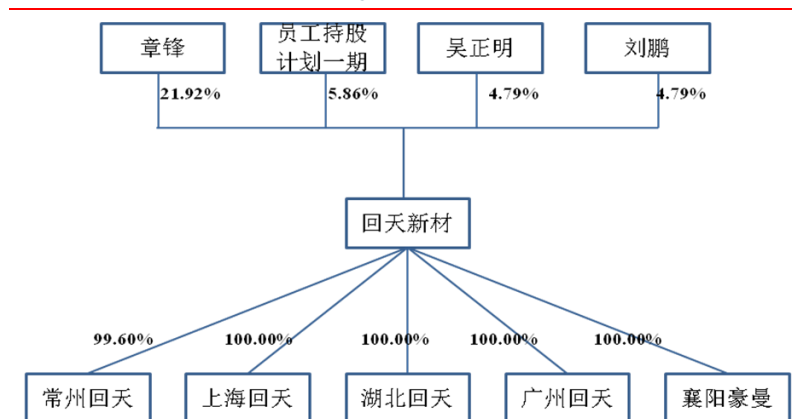 章锋
员工持股
计划一期
吴正明
刘鹏
21.92%
5.86%
4.79%
4.79%
回天新材
99.60%
100.00%
100.00%
100.00%
100.00%
常州回天
上海回天
湖北回天
广州回天
襄阳豪曼